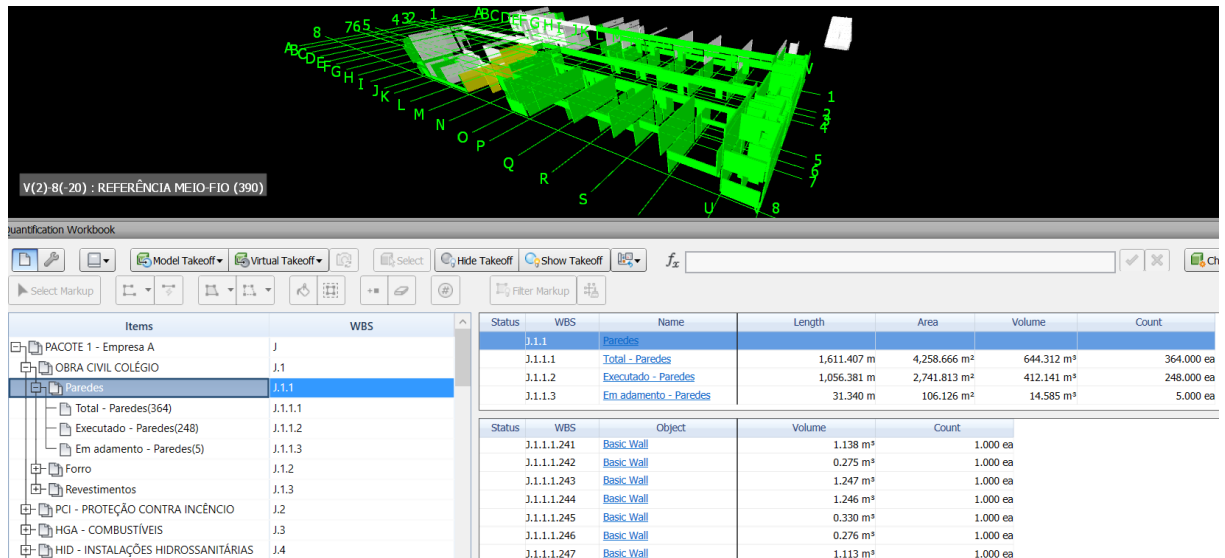 8 7 6 5 4 3 2 1 A B C D E F G H I J K L
A B C D E F G H I J K L M N O P Q R S U V
1 2 3 4 5 6 7 8
V(2)-8(-20) : REFERÊNCIA MEIO-FIO (390)
Quantification Workbook
Model Takeoff Virtual Takeoff Select Hide Takeoff Show Takeoff fx Ch
Select Markup Filter Markup
Items WBS
PACOTE 1 - Empresa A J
OBRA CIVIL COLÉGIO J.1
Paredes J.1.1
Total - Paredes(364) J.1.1.1
Executado - Paredes(248) J.1.1.2
Em adamento - Paredes(5) J.1.1.3
Forro J.1.2
Revestimentos J.1.3
PCI - PROTEÇÃO CONTRA INCÊNCIO J.2
HGA - COMBUSTÍVEIS J.3
HID - INSTALAÇÕES HIDROSSANITÁRIAS J.4
Status WBS Name Length Area Volume Count
J.1.1 Paredes
J.1.1.1 Total - Paredes 1,611.407 m 4,258.666 m² 644.312 m³ 364.000 ea
J.1.1.2 Executado - Paredes 1,056.381 m 2,741.813 m² 412.141 m³ 248.000 ea
J.1.1.3 Em adamento - Paredes 31.340 m 106.126 m² 14.585 m³ 5.000 ea
Status WBS Object Volume Count
J.1.1.1.241 Basic Wall 1.138 m³ 1.000 ea
J.1.1.1.242 Basic Wall 0.275 m³ 1.000 ea
J.1.1.1.243 Basic Wall 1.247 m³ 1.000 ea
J.1.1.1.244 Basic Wall 1.246 m³ 1.000 ea
J.1.1.1.245 Basic Wall 0.330 m³ 1.000 ea
J.1.1.1.246 Basic Wall 0.276 m³ 1.000 ea
J.1.1.1.247 Basic Wall 1.113 m³ 1.000 ea